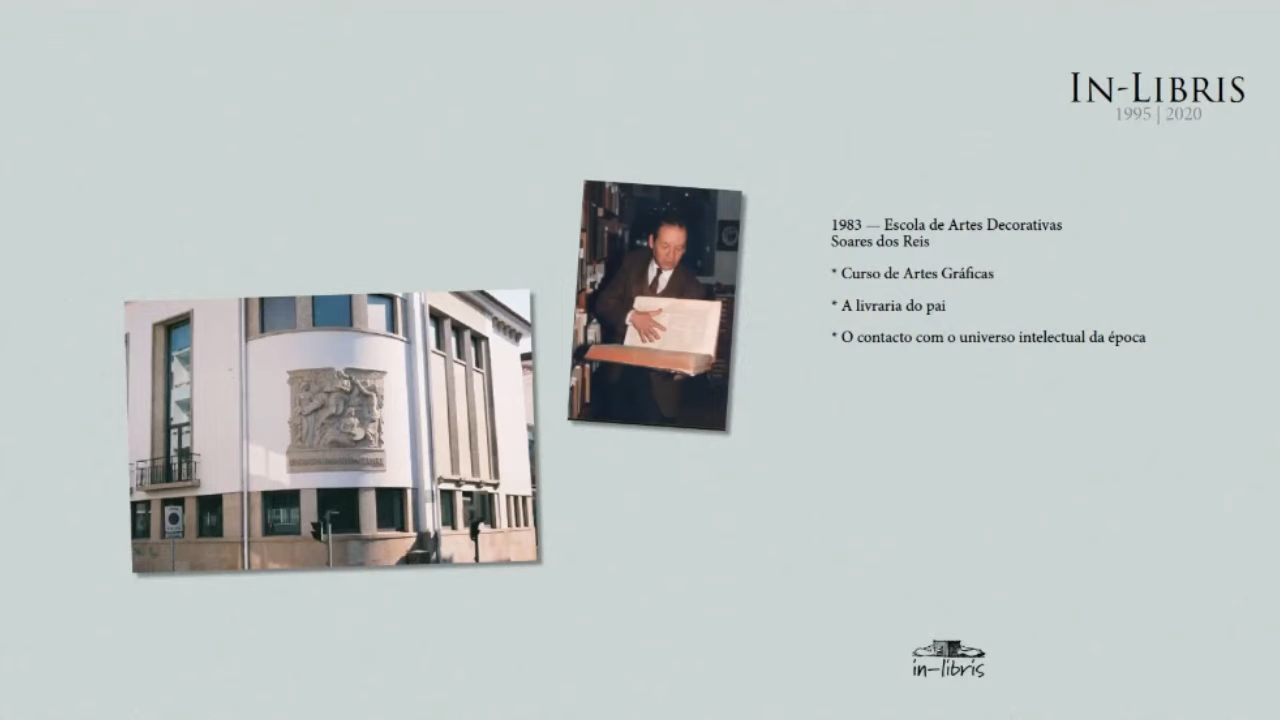 IN-LIBRIS
1995 | 2020
1983 — Escola de Artes Decorativas
Soares dos Reis
* Curso de Artes Gráficas
* A livraria do pai
* O contacto com o universo intelectual da época
in-libris